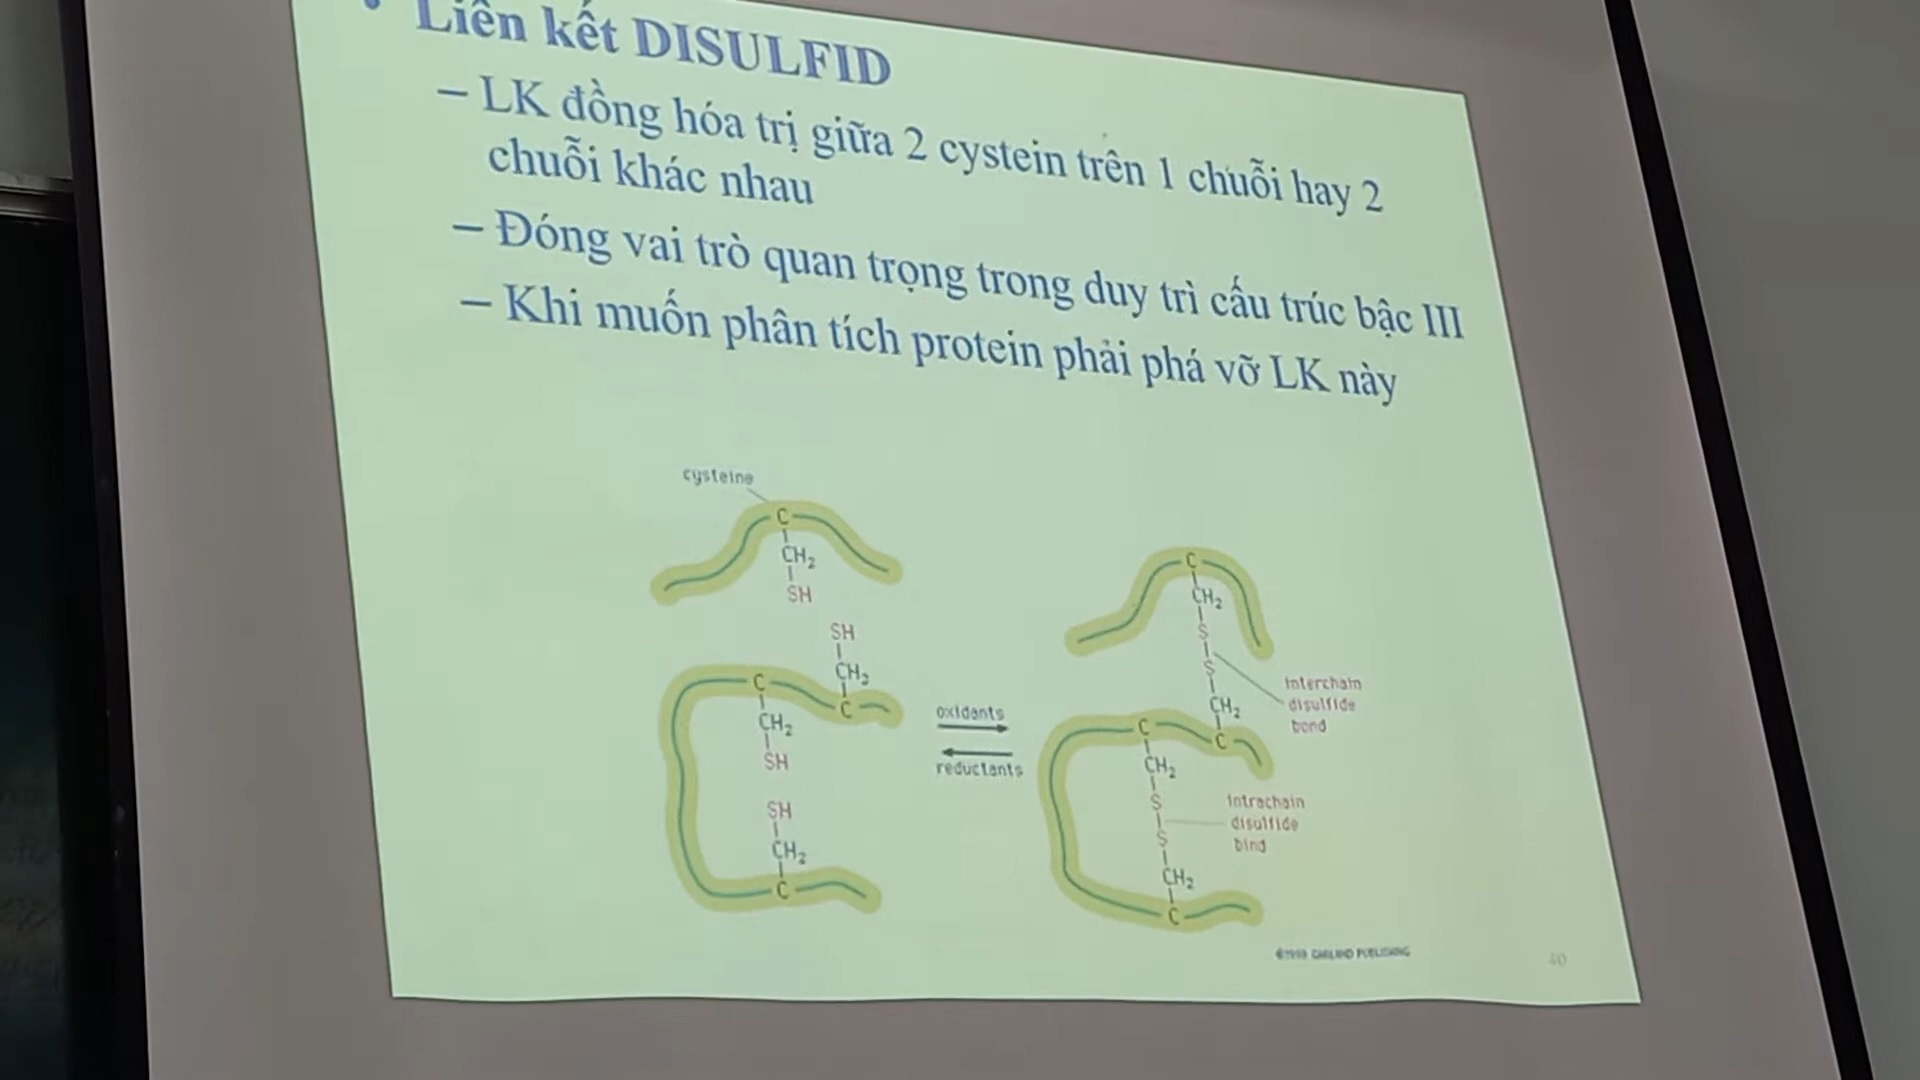 • Liên kết DISULFID
– LK đồng hóa trị giữa 2 cystein trên 1 chuỗi hay 2
chuỗi khác nhau
– Đóng vai trò quan trọng trong duy trì cấu trúc bậc III
– Khi muốn phân tích protein phải phá vỡ LK này
cysteine
C
CH₂
SH
SH
CH₂
C
C
CH₂
SH
SH
CH₂
C
oxidants
reductants
C
CH₂
S
S
CH₂
C
interchain
disulfide
bond
C
CH₂
S
S
CH₂
C
intrachain
disulfide
bind
©1998 GARLAND PUBLISHING
40